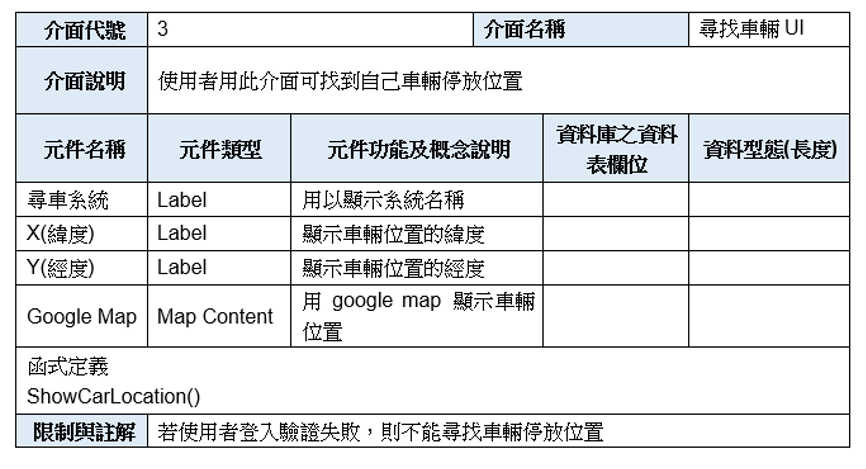 介面代號 3 介面名稱 尋找車輛 UI
介面說明 使用者用此介面可找到自己車輛停放位置
元件名稱 元件類型 元件功能及概念說明 資料庫之資料
表欄位 資料型態(長度)
尋車系統 Label 用以顯示系統名稱
X(緯度) Label 顯示車輛位置的緯度
Y(經度) Label 顯示車輛位置的經度
Google Map Map Content 用 google map 顯示車輛
位置
函式定義
ShowCarLocation()
限制與註解 若使用者登入驗證失敗，則不能尋找車輛停放位置